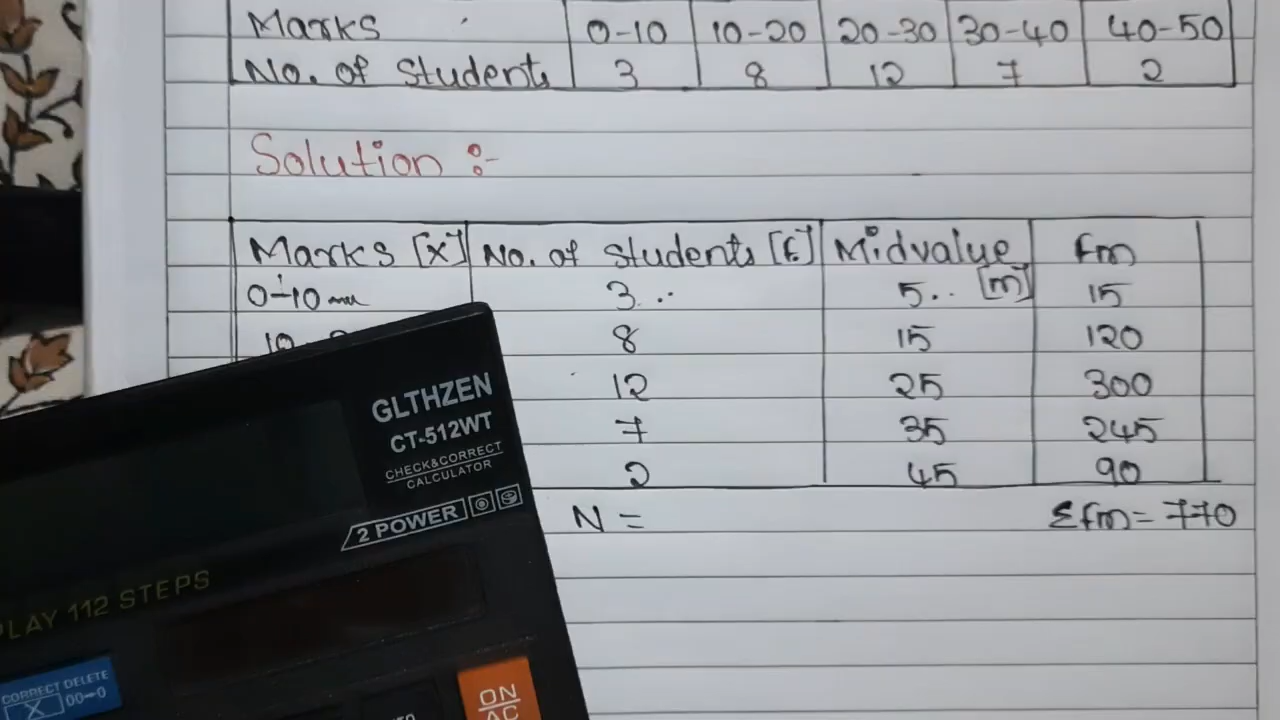 Marks 0-10 10-20 20-30 30-40 40-50
No. of Students 3 8 12 7 2
Solution :-
Marks [X] No. of Students [f] Midvalue [m] fm
0-10 3 5 15
8 15 120
12 25 300
7 35 245
2 45 90
N = Σfm = 770
GLTHZEN
CT-512WT
CHECK&CORRECT
CALCULATOR
2 POWER
PLAY 112 STEPS
CORRECT DELETE
X 00→0
ON
AC